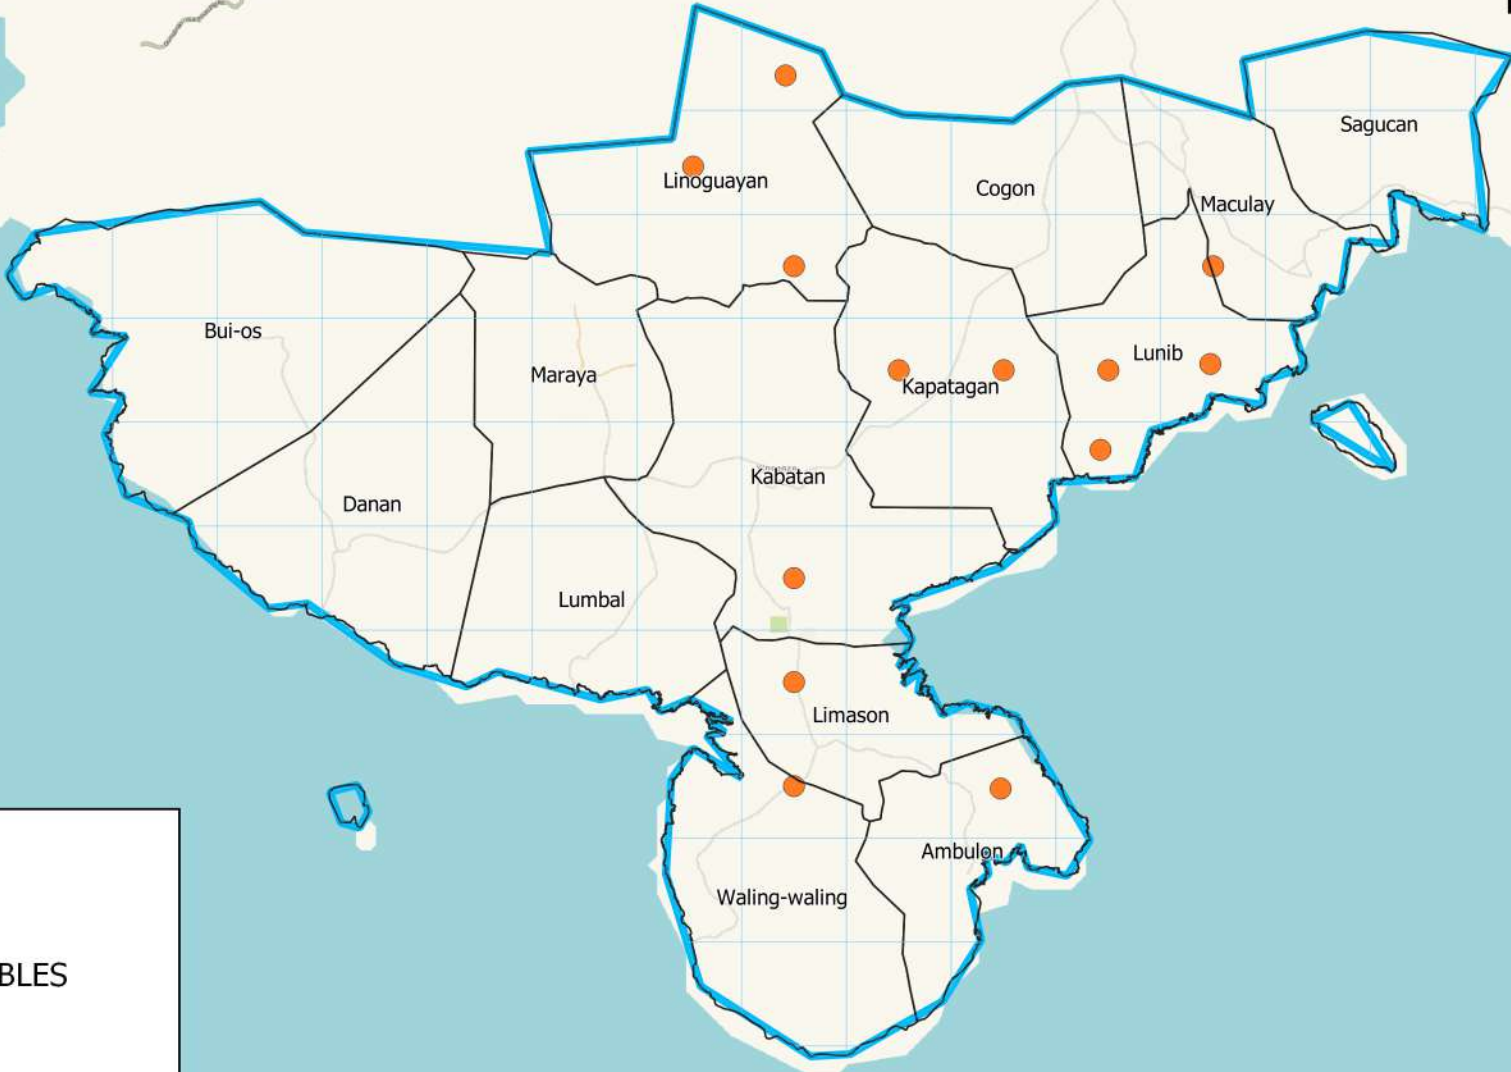 Sagucan
Linoguayan
Cogon
Maculay
Bui-os
Lunib
Maraya
Kapatagan
Kabatan
Danan
Lumbal
Limason
Ambulon
Waling-waling
BLES